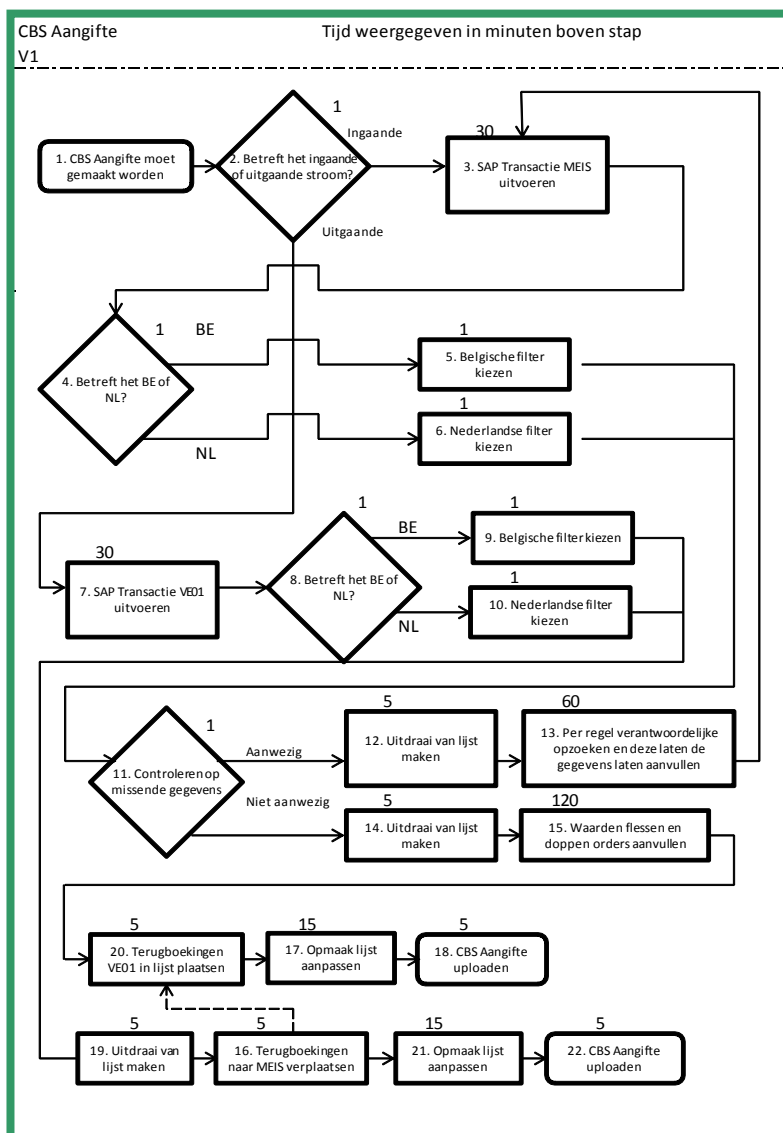 CBS Aangifte
Tijd weergegeven in minuten boven stap
V1
1
Ingaande
30
1. CBS Aangifte moet
gemaakt worden
2. Betreft het ingaande
of uitgaande stroom?
3. SAP Transactie MEIS
uitvoeren
Uitgaande
1
BE
1
4. Betreft het BE of
NL?
5. Belgische filter
kiezen
1
6. Nederlandse filter
kiezen
NL
30
1
BE
1
7. SAP Transactie VE01
uitvoeren
8. Betreft het BE of
NL?
9. Belgische filter kiezen
1
10. Nederlandse filter
kiezen
NL
1
5
60
11. Controleren op
missende gegevens
Aanwezig
12. Uitdraai van lijst
maken
13. Per regel verantwoordelijke
opzoeken en deze laten de
gegevens laten aanvullen
Niet aanwezig
5
120
14. Uitdraai van lijst
maken
15. Waarden flessen en
doppen orders aanvullen
5
15
5
20. Terugboekingen
VE01 in lijst plaatsen
17. Opmaak lijst
aanpassen
18. CBS Aangifte
uploaden
5
5
15
5
19. Uitdraai van
lijst maken
16. Terugboekingen
naar MEIS verplaatsen
21. Opmaak lijst
aanpassen
22. CBS Aangifte
uploaden